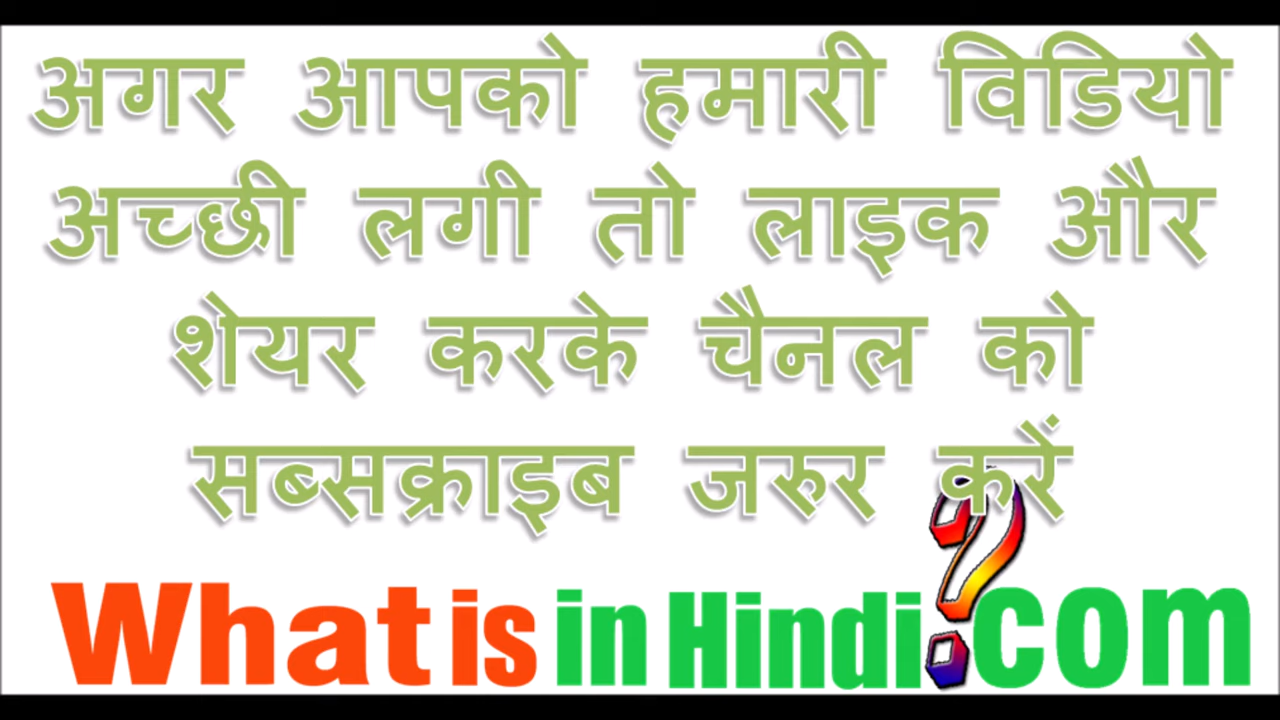 अगर आपको हमारी विडियो
अच्छी लगी तो लाइक और
शेयर करके चैनल को
सब्सक्राइब जरुर करें
What is in Hindi?com